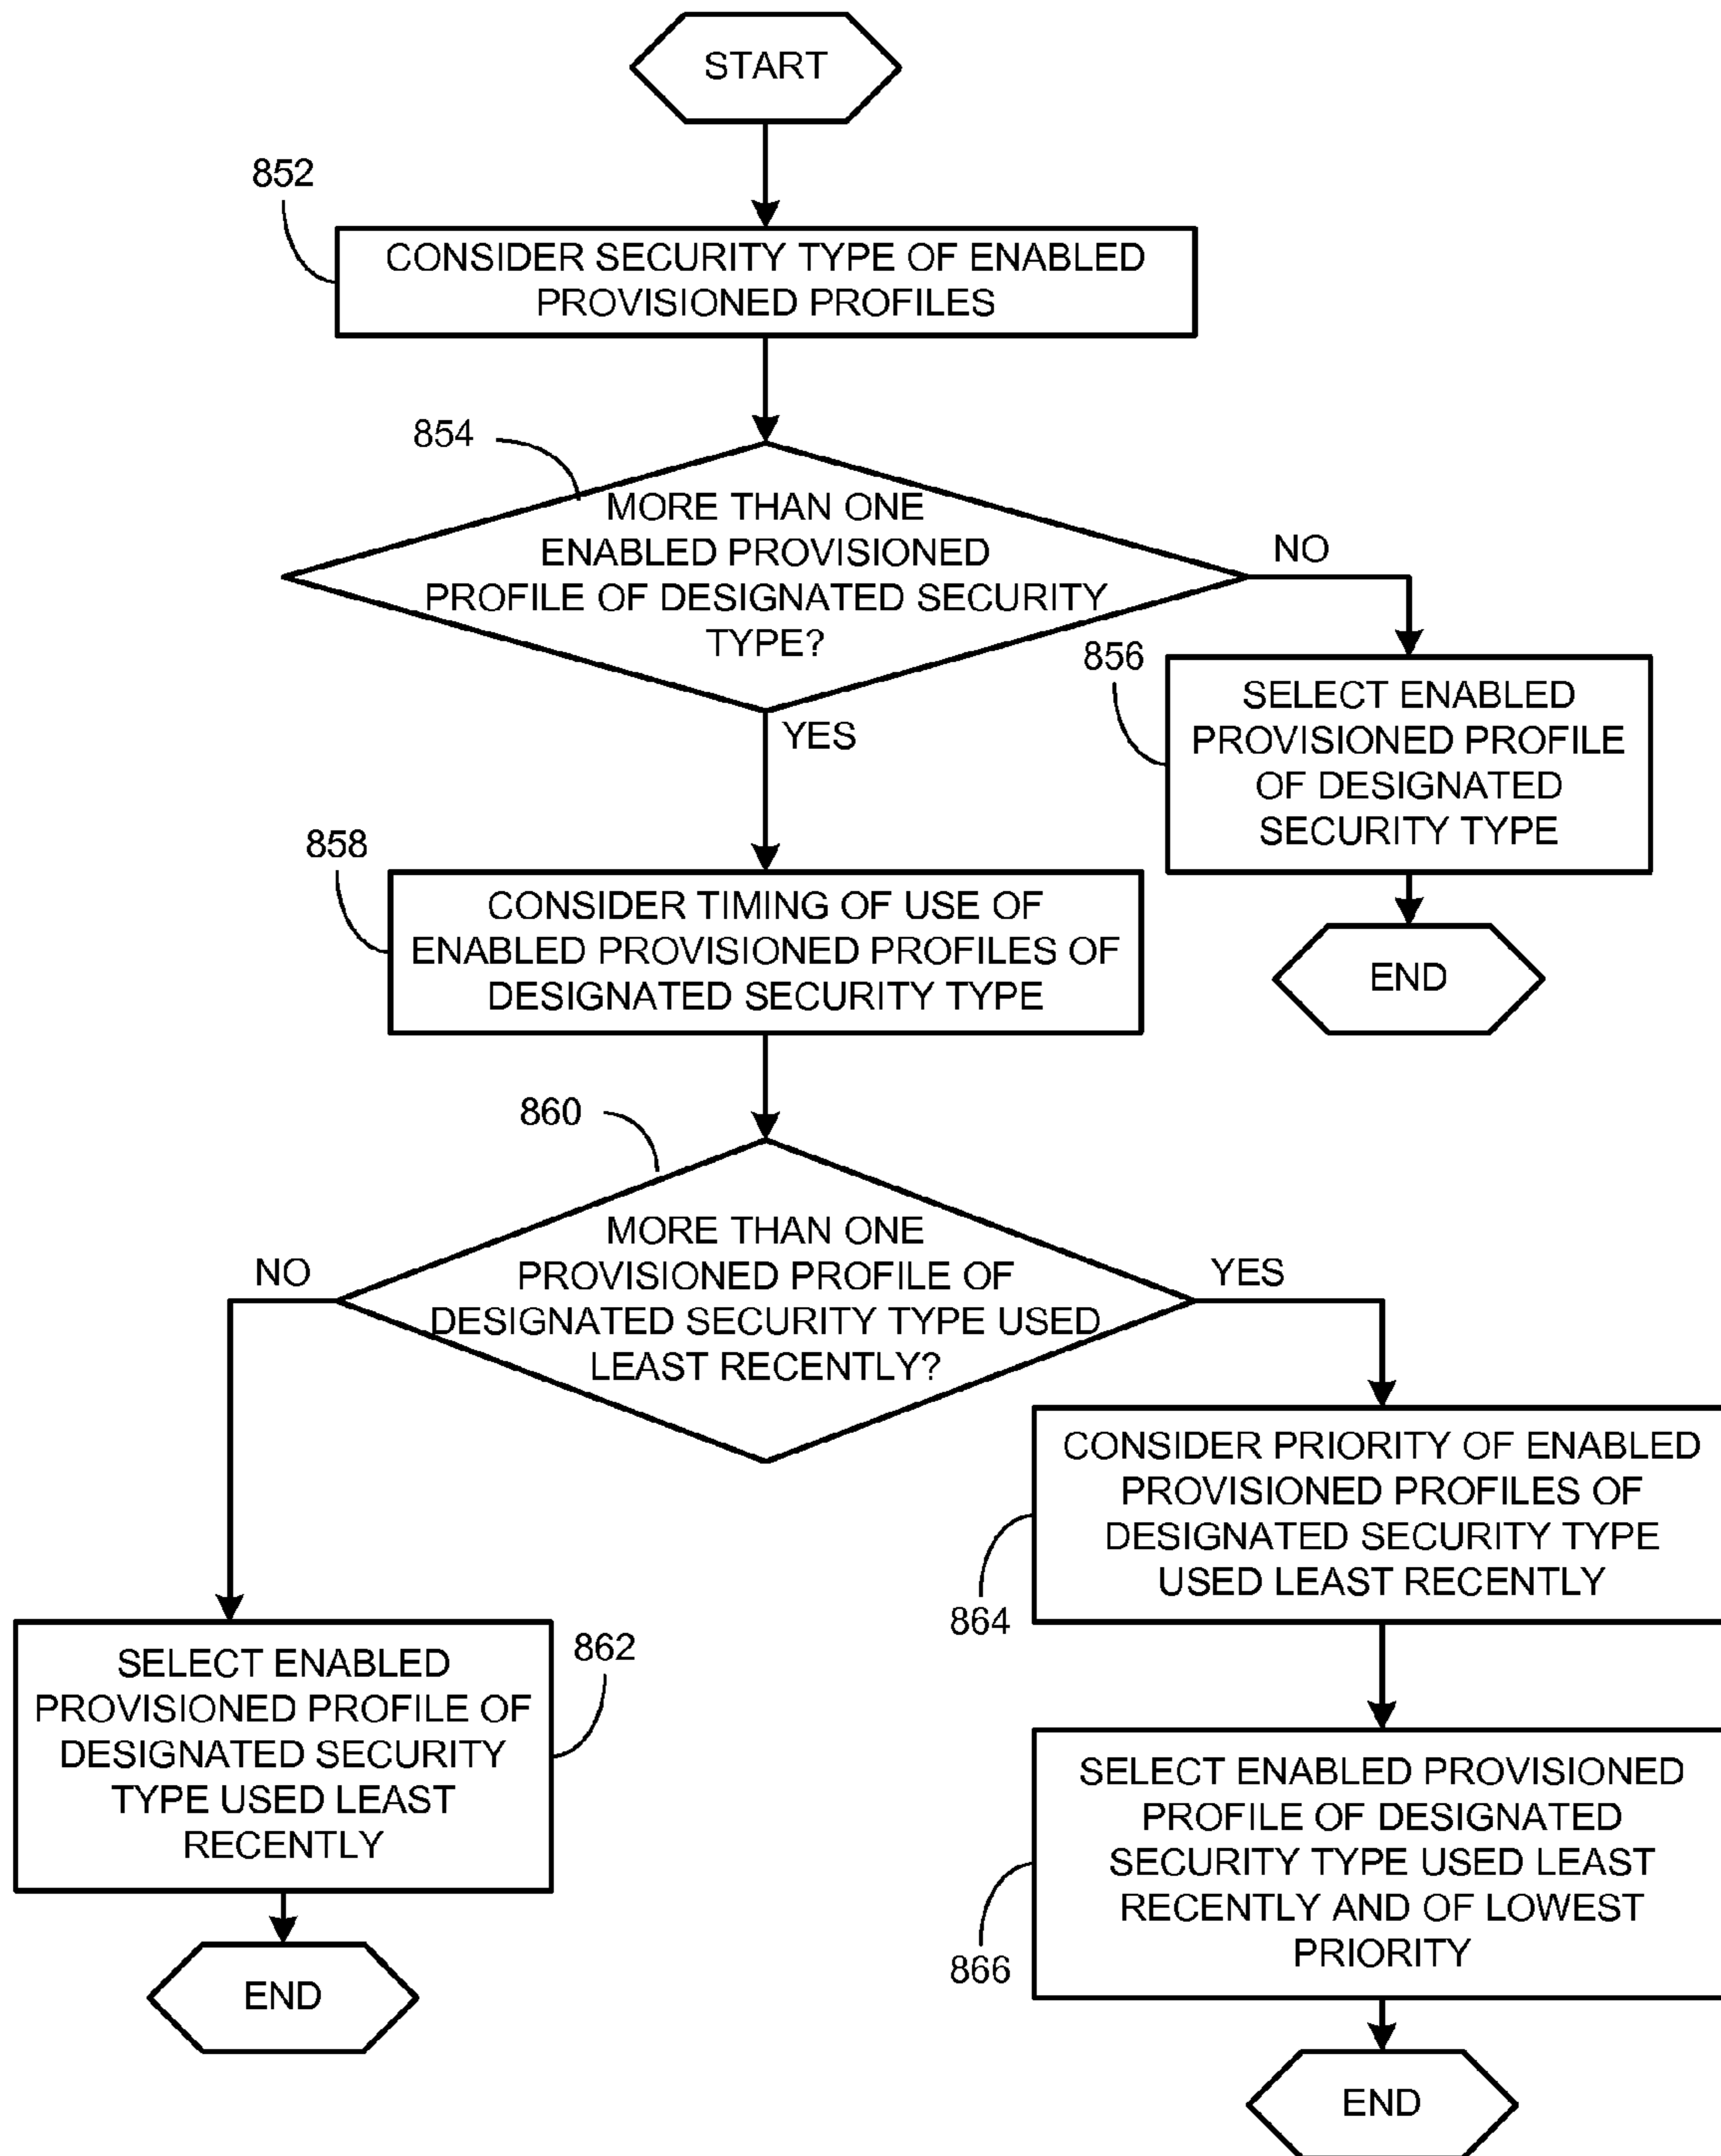 START
852
CONSIDER SECURITY TYPE OF ENABLED
PROVISIONED PROFILES
854
MORE THAN ONE
ENABLED PROVISIONED
PROFILE OF DESIGNATED SECURITY
TYPE?
NO
YES
856
SELECT ENABLED
PROVISIONED PROFILE
OF DESIGNATED
SECURITY TYPE
END
858
CONSIDER TIMING OF USE OF
ENABLED PROVISIONED PROFILES OF
DESIGNATED SECURITY TYPE
860
MORE THAN ONE
PROVISIONED PROFILE OF
DESIGNATED SECURITY TYPE USED
LEAST RECENTLY?
NO
YES
862
SELECT ENABLED
PROVISIONED PROFILE OF
DESIGNATED SECURITY
TYPE USED LEAST
RECENTLY
END
864
CONSIDER PRIORITY OF ENABLED
PROVISIONED PROFILES OF
DESIGNATED SECURITY TYPE
USED LEAST RECENTLY
866
SELECT ENABLED PROVISIONED
PROFILE OF DESIGNATED
SECURITY TYPE USED LEAST
RECENTLY AND OF LOWEST
PRIORITY
END